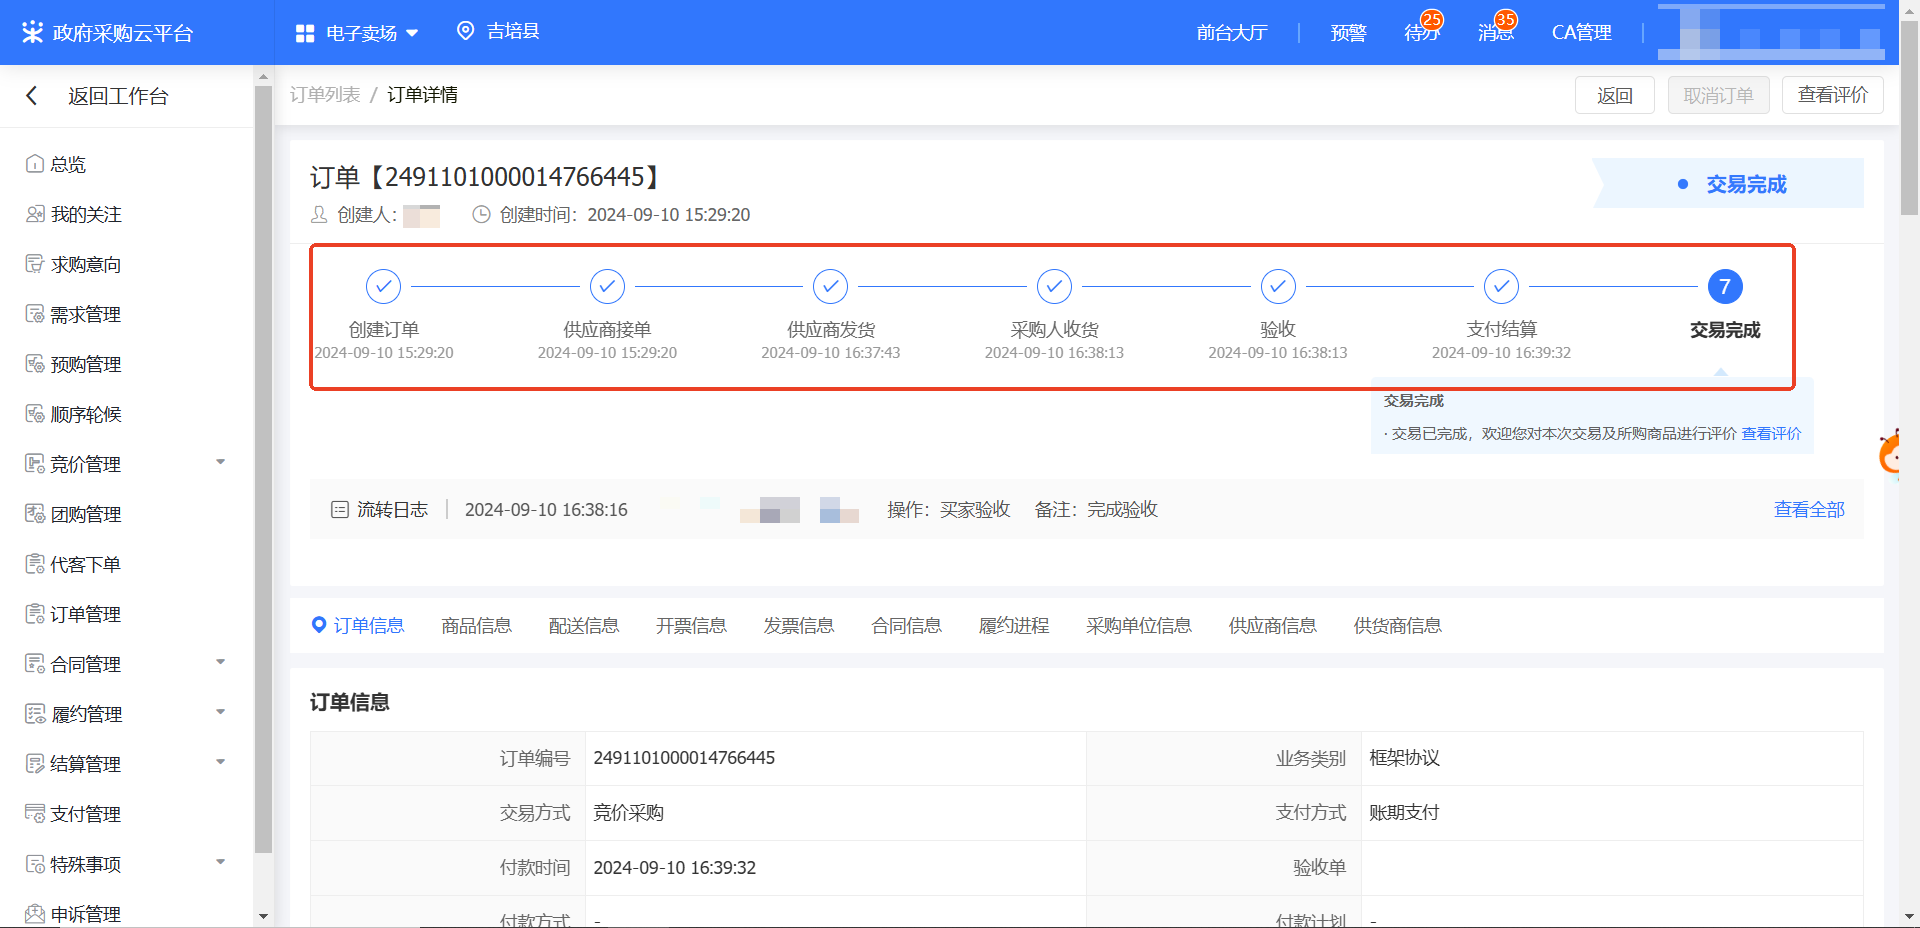 政府采购云平台
电子卖场
吉培县
前台大厅
预警
待办
25
消息
35
CA管理
返回工作台
总览
我的关注
求购意向
需求管理
预购管理
顺序轮候
竞价管理
团购管理
代客下单
订单管理
合同管理
履约管理
结算管理
支付管理
特殊事项
申诉管理
订单列表 / 订单详情
返回
取消订单
查看评价
订单【2491101000014766445】
创建人：
创建时间：2024-09-10 15:29:20
交易完成
创建订单
2024-09-10 15:29:20
供应商接单
2024-09-10 15:29:20
供应商发货
2024-09-10 16:37:43
采购人收货
2024-09-10 16:38:13
验收
2024-09-10 16:38:13
支付结算
2024-09-10 16:39:32
7
交易完成
交易完成
· 交易已完成，欢迎您对本次交易及所购商品进行评价 查看评价
流转日志
2024-09-10 16:38:16
操作：买家验收
备注：完成验收
查看全部
订单信息
商品信息
配送信息
开票信息
发票信息
合同信息
履约进程
采购单位信息
供应商信息
供货商信息
订单信息
订单编号 2491101000014766445 业务类别 框架协议
交易方式 竞价采购 支付方式 账期支付
付款时间 2024-09-10 16:39:32 验收单
付款方式 - 付款计划 -